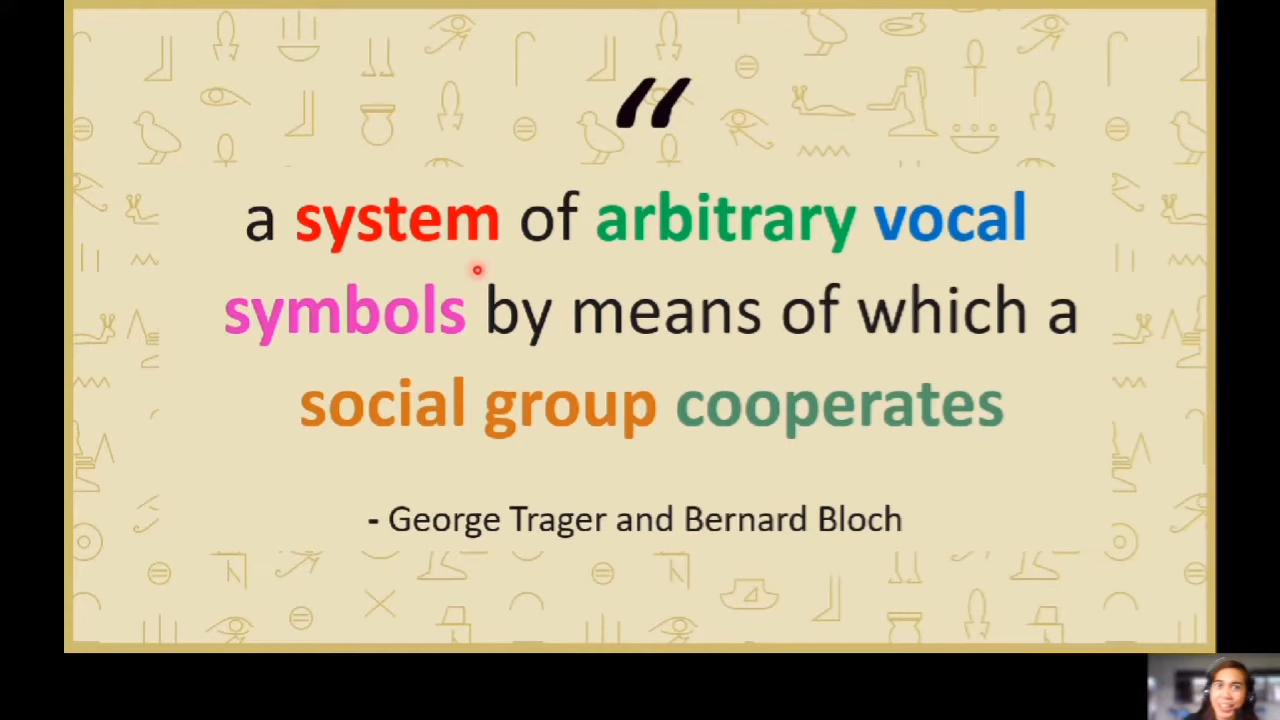 “
a system of arbitrary vocal
symbols by means of which a
social group cooperates
- George Trager and Bernard Bloch